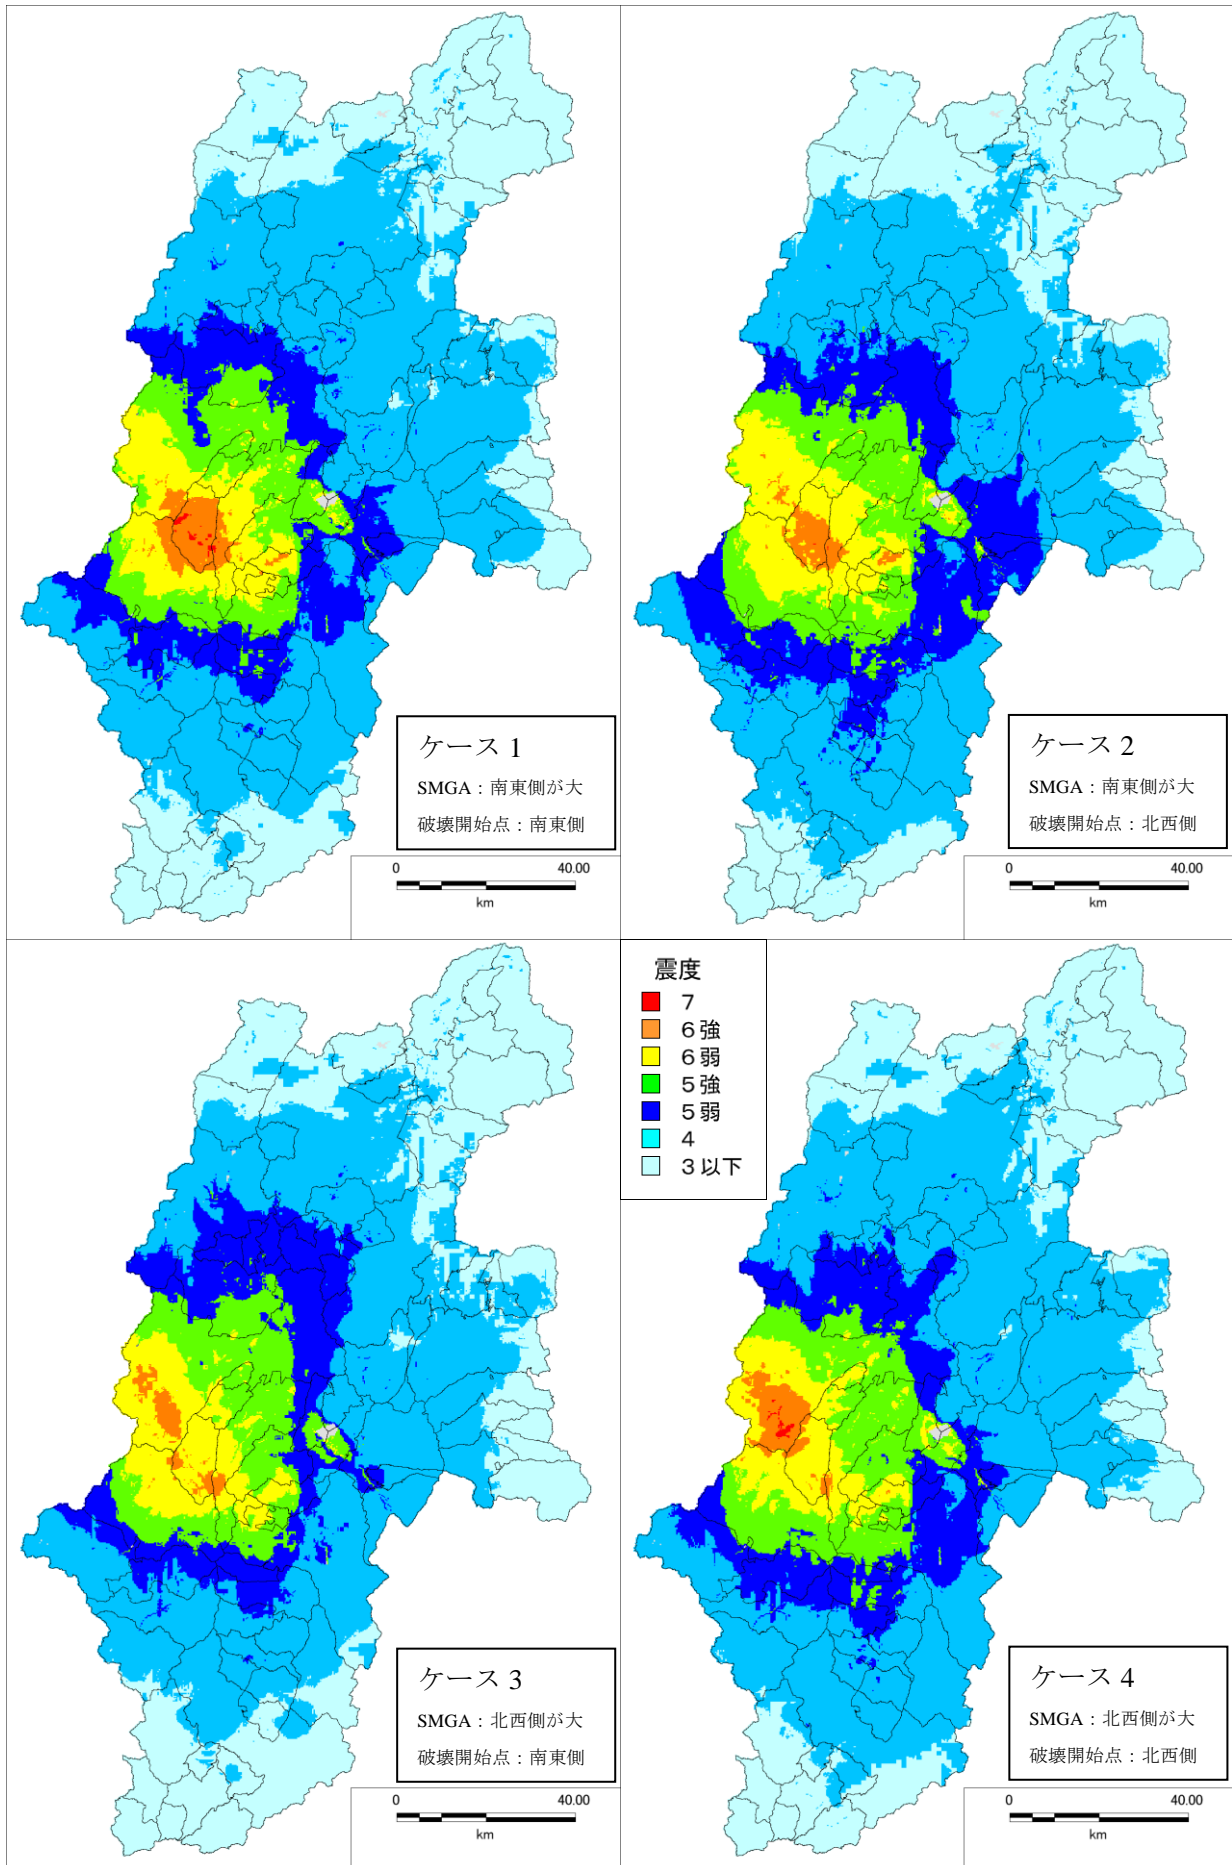 ケース 1
SMGA：南東側が大
破壊開始点：南東側
0 40.00
km
ケース 2
SMGA：南東側が大
破壊開始点：北西側
0 40.00
km
震度
7
6強
6弱
5強
5弱
4
3以下
ケース 3
SMGA：北西側が大
破壊開始点：南東側
0 40.00
km
ケース 4
SMGA：北西側が大
破壊開始点：北西側
0 40.00
km